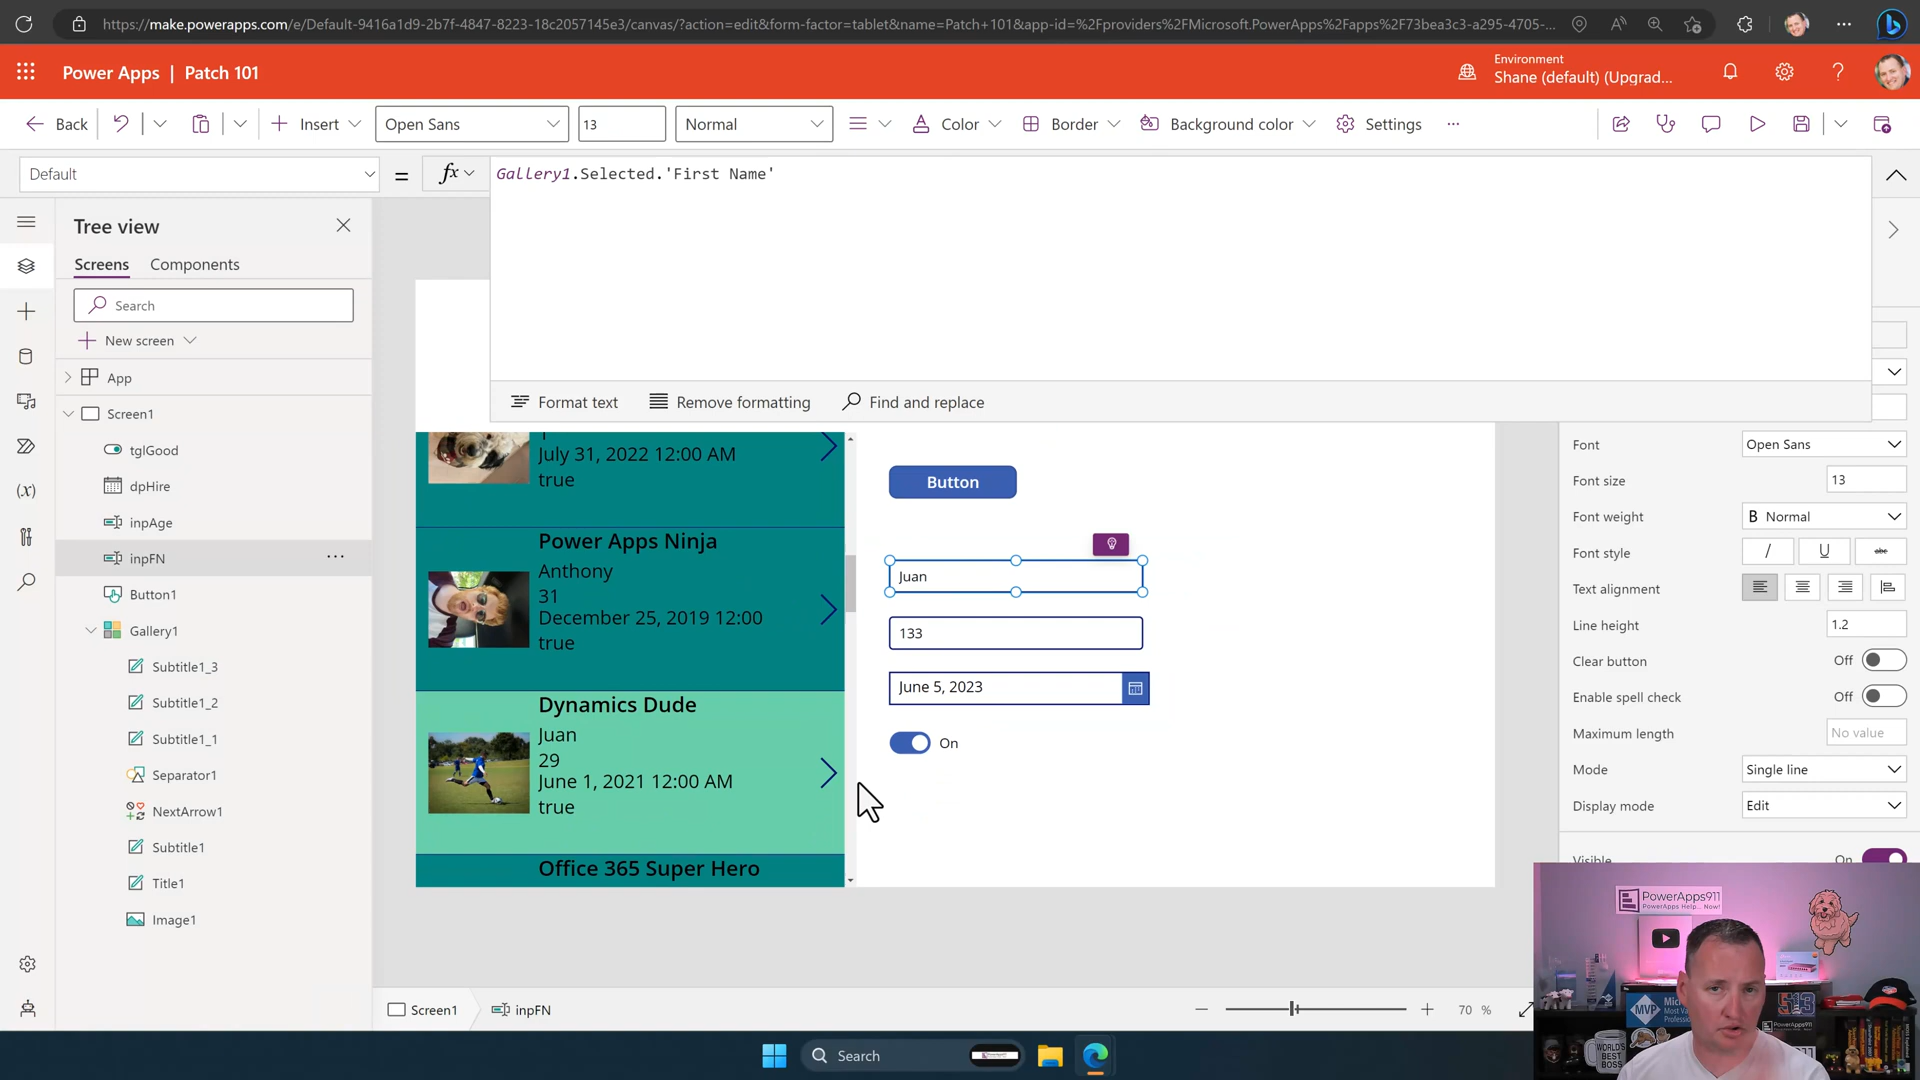 https://make.powerapps.com/e/Default-9416a1d9-2b7f-4847-8223-18c2057145e3/canvas/?action=edit&form-factor=tablet&name=Patch+101&app-id=%2Fproviders%2FMicrosoft.PowerApps%2Fapps%2F73bea3c3-a295-4705-...
Power Apps | Patch 101
Environment
Shane (default) (Upgrad...
Back
Insert
Open Sans
13
Normal
Color
Border
Background color
Settings
Default
=
fx
Gallery1.Selected.'First Name'
Format text
Remove formatting
Find and replace
Tree view
Screens
Components
Search
New screen
App
Screen1
tglGood
dpHire
inpAge
inpFN
Button1
Gallery1
Subtitle1_3
Subtitle1_2
Subtitle1_1
Separator1
NextArrow1
Subtitle1
Title1
Image1
July 31, 2022 12:00 AM
true
Power Apps Ninja
Anthony
31
December 25, 2019 12:00
true
Dynamics Dude
Juan
29
June 1, 2021 12:00 AM
true
Office 365 Super Hero
Button
Juan
133
June 5, 2023
On
Font
Open Sans
Font size
13
Font weight
B Normal
Font style
Text alignment
Line height
1.2
Clear button
Off
Enable spell check
Off
Maximum length
No value
Mode
Single line
Display mode
Edit
Visible
On
Screen1
inpFN
70 %
PowerApps911
PowerApps Help... Now!
MVP
513
WORLD'S
BEST
BOSS
Search